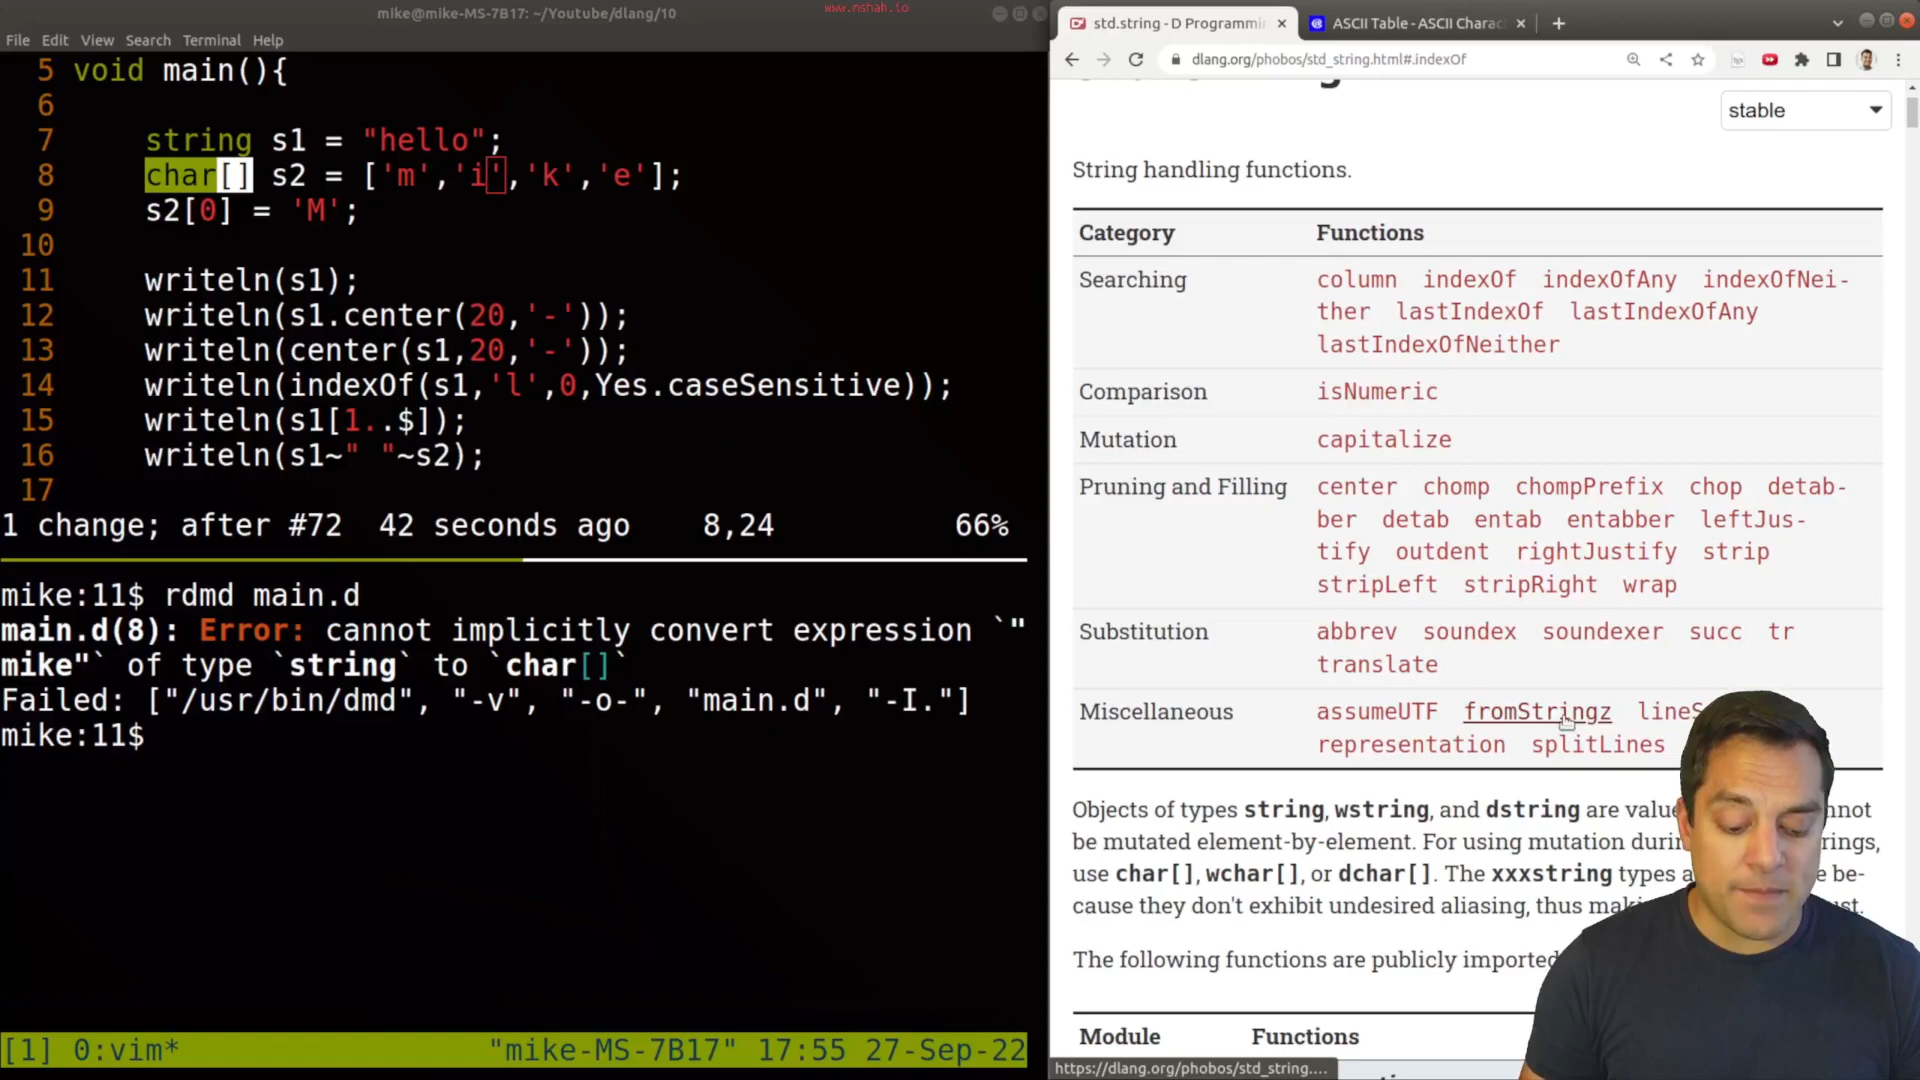 mike@mike-MS-7B17: ~/Youtube/dlang/10
www.mshah.io
File Edit View Search Terminal Help
5 void main(){
6
7 string s1 = "hello";
8 char[] s2 = ['m','i','k','e'];
9 s2[0] = 'M';
10
11 writeln(s1);
12 writeln(s1.center(20,'-'));
13 writeln(center(s1,20,'-'));
14 writeln(indexOf(s1,'l',0,Yes.caseSensitive));
15 writeln(s1[1..$]);
16 writeln(s1~" "~s2);
17
1 change; after #72 42 seconds ago 8,24 66%
mike:11$ rdmd main.d
main.d(8): Error: cannot implicitly convert expression `"
mike"` of type `string` to `char[]`
Failed: ["/usr/bin/dmd", "-v", "-o-", "main.d", "-I."]
mike:11$
[1] 0:vim* "mike-MS-7B17" 17:55 27-Sep-22
std.string - D Programmi
ASCII Table - ASCII Charac
dlang.org/phobos/std_string.html#.indexOf
stable
String handling functions.
Category Functions
Searching column indexOf indexOfAny indexOfNei-
ther lastIndexOf lastIndexOfAny
lastIndexOfNeither
Comparison isNumeric
Mutation capitalize
Pruning and Filling center chomp chompPrefix chop detab-
ber detab entab entabber leftJus-
tify outdent rightJustify strip
stripLeft stripRight wrap
Substitution abbrev soundex soundexer succ tr
translate
Miscellaneous assumeUTF fromStringz lineS
representation splitLines
Objects of types string, wstring, and dstring are value nnot
be mutated element-by-element. For using mutation durin rings,
use char[], wchar[], or dchar[]. The xxxstring types a e be-
cause they don't exhibit undesired aliasing, thus mak ust.
The following functions are publicly imported
Module Functions
https://dlang.org/phobos/std_string....